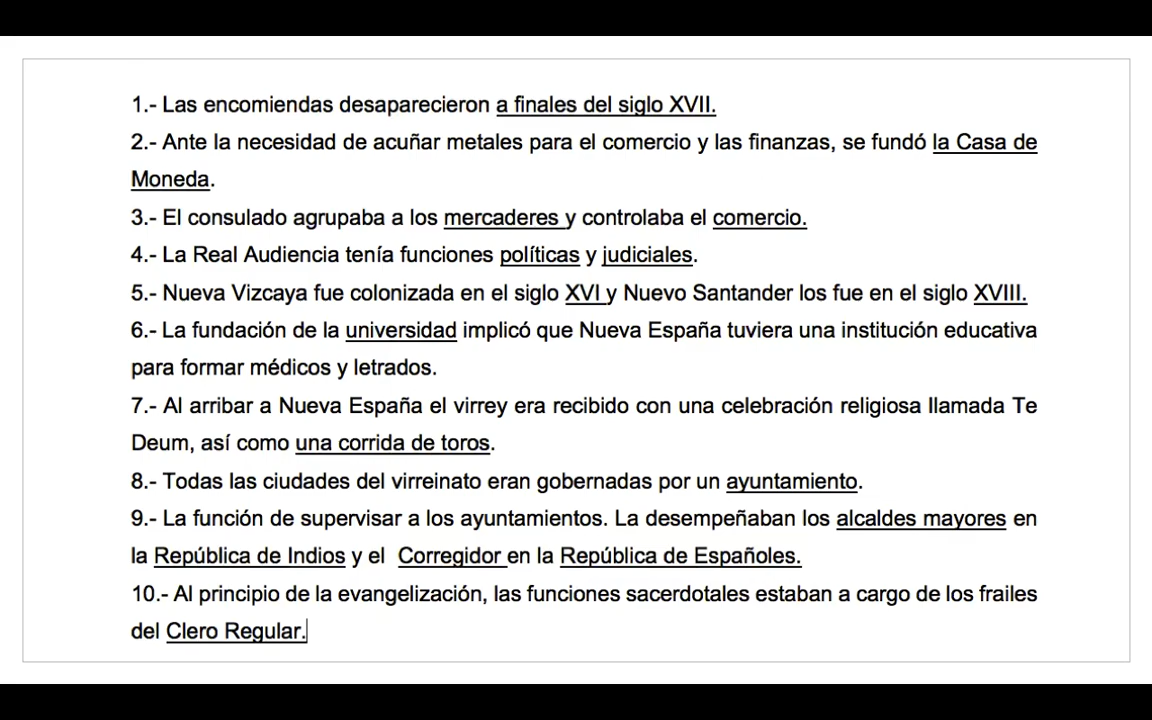 1.- Las encomiendas desaparecieron a finales del siglo XVII.
2.- Ante la necesidad de acuñar metales para el comercio y las finanzas, se fundó la Casa de
Moneda.
3.- El consulado agrupaba a los mercaderes y controlaba el comercio.
4.- La Real Audiencia tenía funciones políticas y judiciales.
5.- Nueva Vizcaya fue colonizada en el siglo XVI y Nuevo Santander los fue en el siglo XVIII.
6.- La fundación de la universidad implicó que Nueva España tuviera una institución educativa
para formar médicos y letrados.
7.- Al arribar a Nueva España el virrey era recibido con una celebración religiosa llamada Te
Deum, así como una corrida de toros.
8.- Todas las ciudades del virreinato eran gobernadas por un ayuntamiento.
9.- La función de supervisar a los ayuntamientos. La desempeñaban los alcaldes mayores en
la República de Indios y el Corregidor en la República de Españoles.
10.- Al principio de la evangelización, las funciones sacerdotales estaban a cargo de los frailes
del Clero Regular.